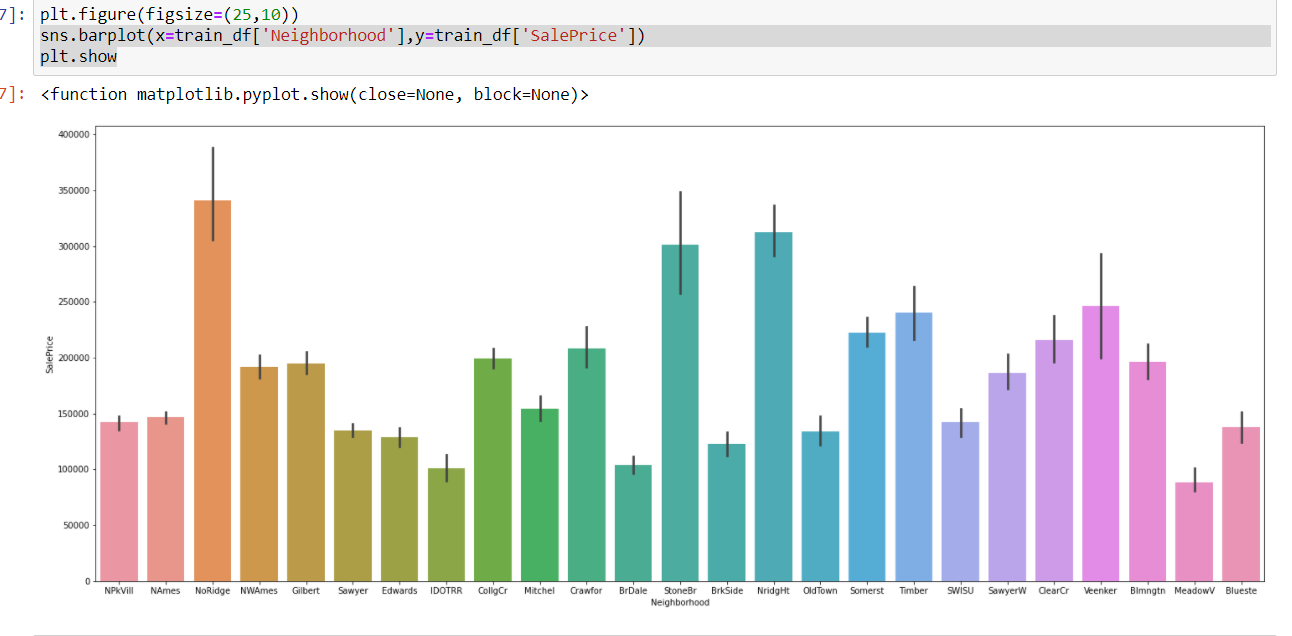 7]: plt.figure(figsize=(25,10))
sns.barplot(x=train_df['Neighborhood'],y=train_df['SalePrice'])
plt.show
7]: <function matplotlib.pyplot.show(close=None, block=None)>
400000
350000
300000
250000
200000
150000
100000
50000
0
SalePrice
NPkVill NAmes NoRidge NWAmes Gilbert Sawyer Edwards IDOTRR CollgCr Mitchel Crawfor BrDale StoneBr BrkSide NridgHt OldTown Somerst Timber SWISU SawyerW ClearCr Veenker Blmngtn MeadowV Blueste
Neighborhood